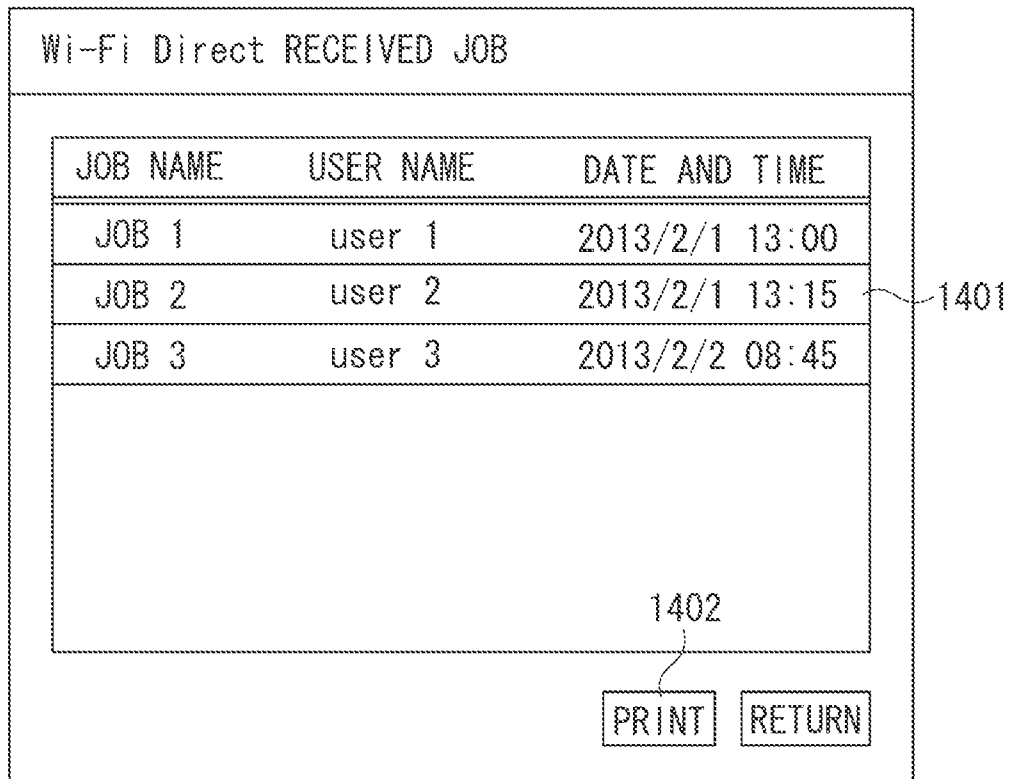 Wi-Fi Direct RECEIVED JOB
JOB NAME USER NAME DATE AND TIME
JOB 1 user 1 2013/2/1 13:00
JOB 2 user 2 2013/2/1 13:15 1401
JOB 3 user 3 2013/2/2 08:45
1402
PRINT RETURN